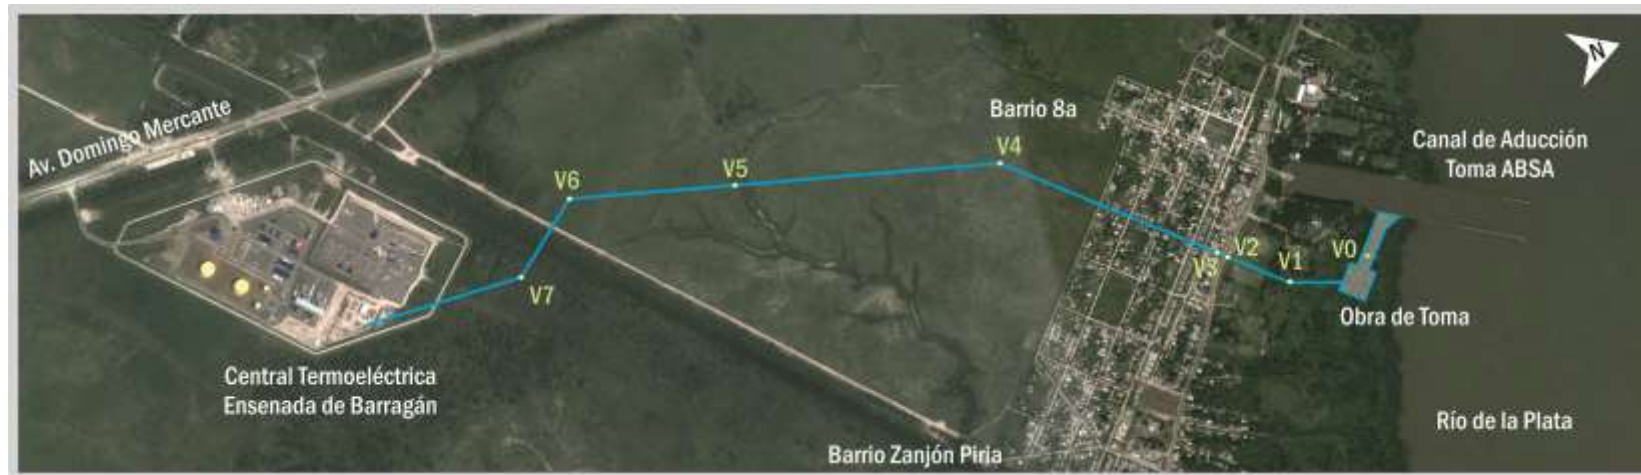 N
Av. Domingo Mercante
Barrio 8a
Canal de Aducción
Toma ABSA
V4
V5
V6
V7
V3
V2
V1
V0
Obra de Toma
Central Termoeléctrica
Ensenada de Barragán
Río de la Plata
Barrio Zanjón Piria